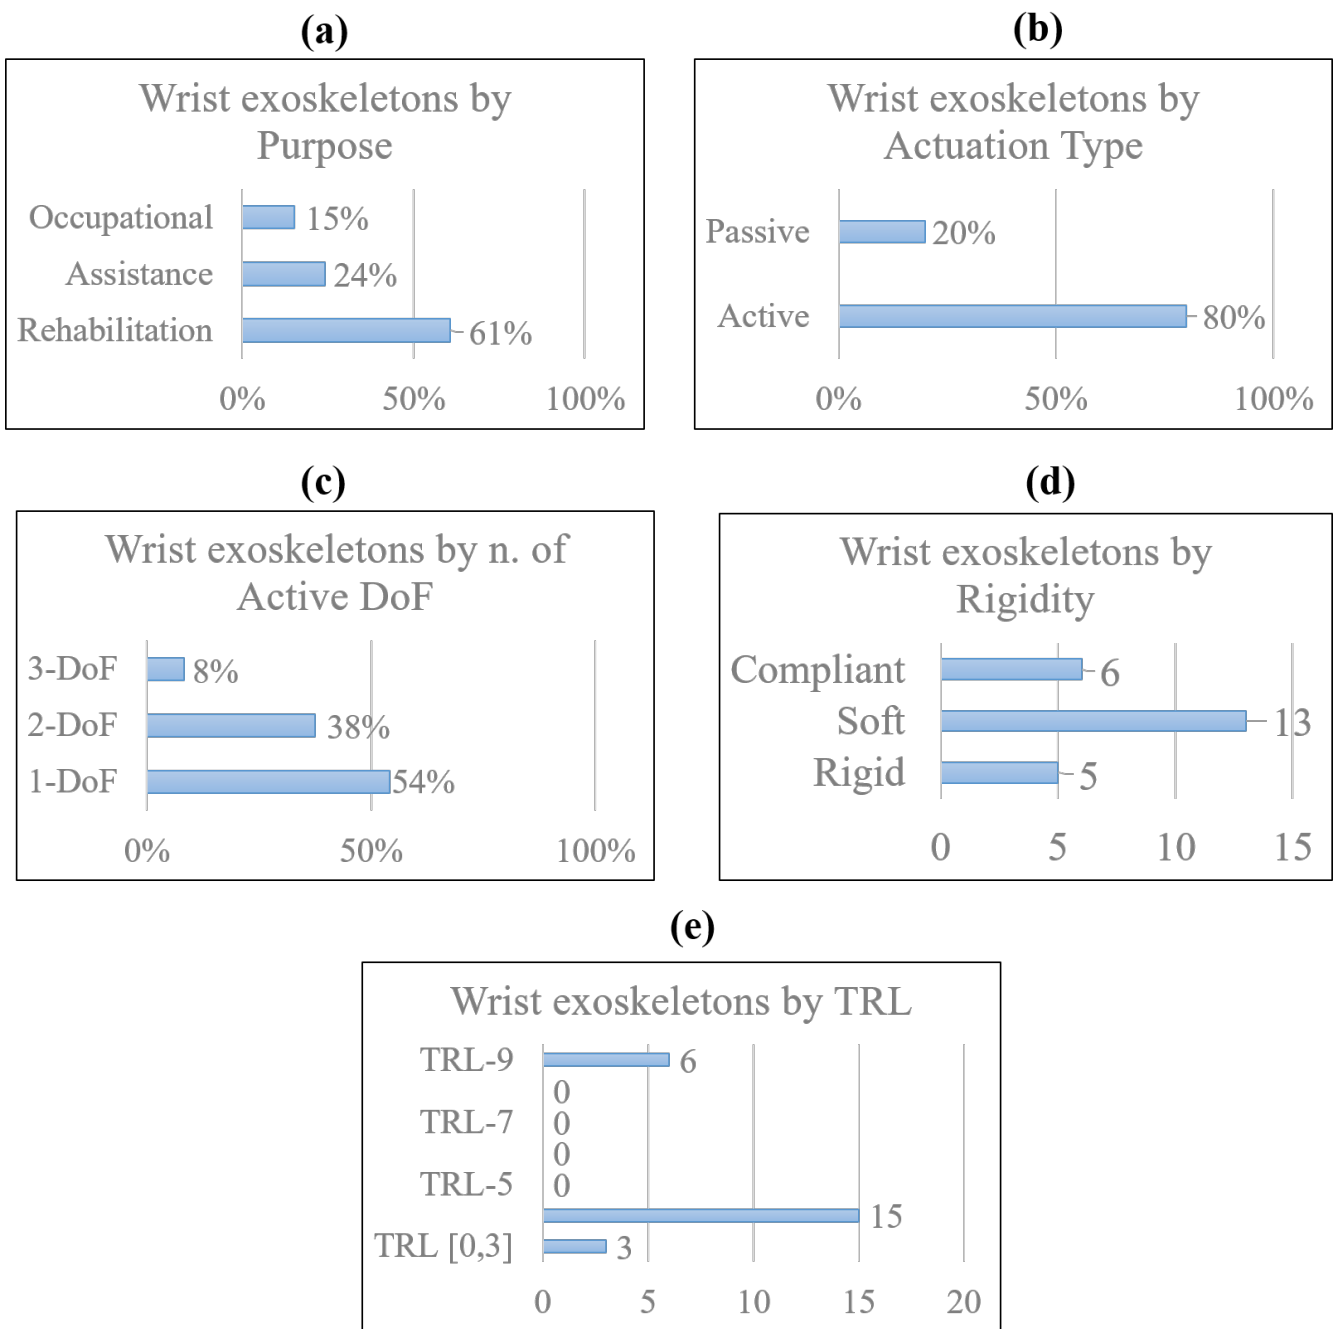 (a)
Wrist exoskeletons by
Purpose
Occupational 15%
Assistance 24%
Rehabilitation 61%
0% 50% 100%
(b)
Wrist exoskeletons by
Actuation Type
Passive 20%
Active 80%
0% 50% 100%
(c)
Wrist exoskeletons by n. of
Active DoF
3-DoF 8%
2-DoF 38%
1-DoF 54%
0% 50% 100%
(d)
Wrist exoskeletons by
Rigidity
Compliant 6
Soft 13
Rigid 5
0 5 10 15
(e)
Wrist exoskeletons by TRL
TRL-9 6
0
TRL-7 0
0
TRL-5 0
15
TRL [0,3] 3
0 5 10 15 20